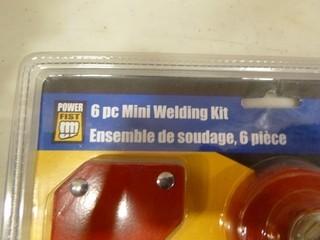 POWER
FIST
6 pc Mini Welding Kit
Ensemble de soudage, 6 pièce